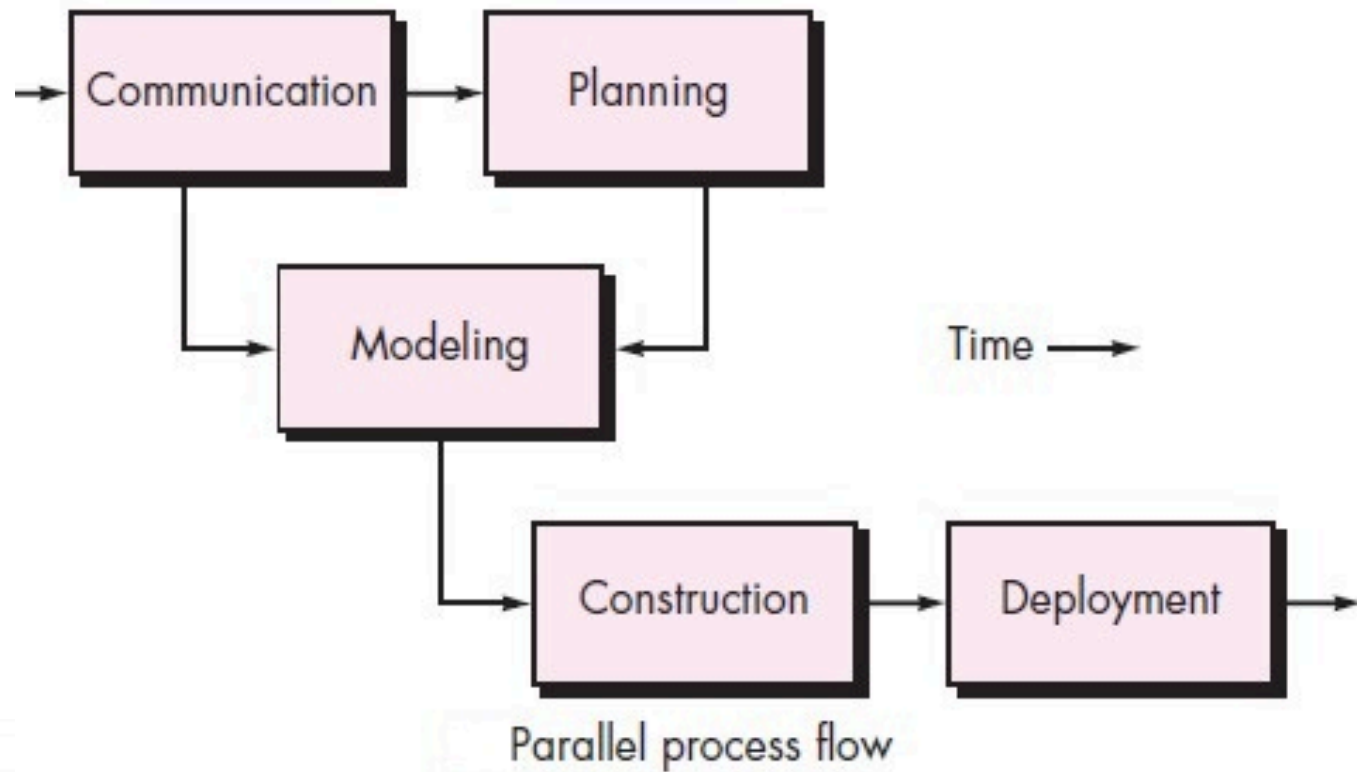 Communication
Planning
Modeling
Time
Construction
Deployment
Parallel process flow